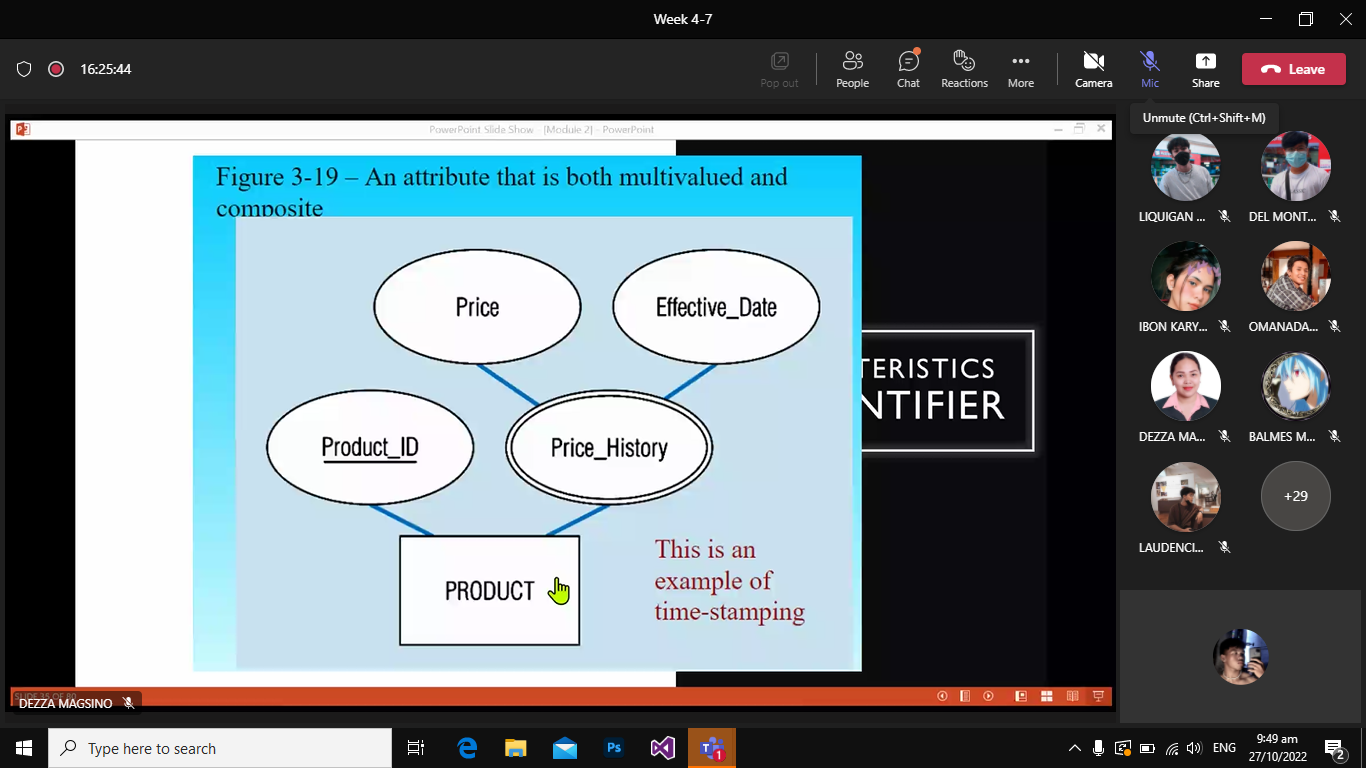 Week 4-7
16:25:44
Pop out
People
Chat
Reactions
More
Camera
Mic
Share
Leave
Unmute (Ctrl+Shift+M)
PowerPoint Slide Show - [Module 2] - PowerPoint
Figure 3-19 – An attribute that is both multivalued and
composite
Price
Effective_Date
Product_ID
Price_History
PRODUCT
This is an
example of
time-stamping
TERISTICS
NTIFIER
LIQUIGAN ...
DEL MONT...
IBON KARY...
OMANADA...
DEZZA MA...
BALMES M...
LAUDENCI...
+29
SLIDE 35 OF 80
DEZZA MAGSINO
Type here to search
Ps
1
ENG
9:49 am
27/10/2022
2